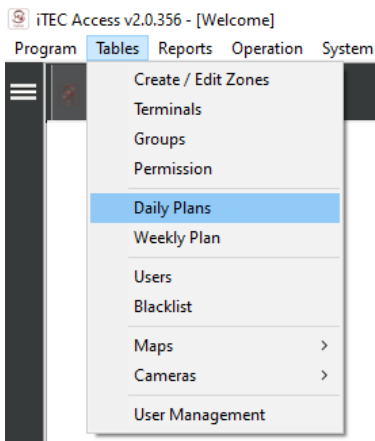 iTEC Access v2.0.356 - [Welcome]
Program Tables Reports Operation System
Create / Edit Zones
Terminals
Groups
Permission
Daily Plans
Weekly Plan
Users
Blacklist
Maps
Cameras
User Management